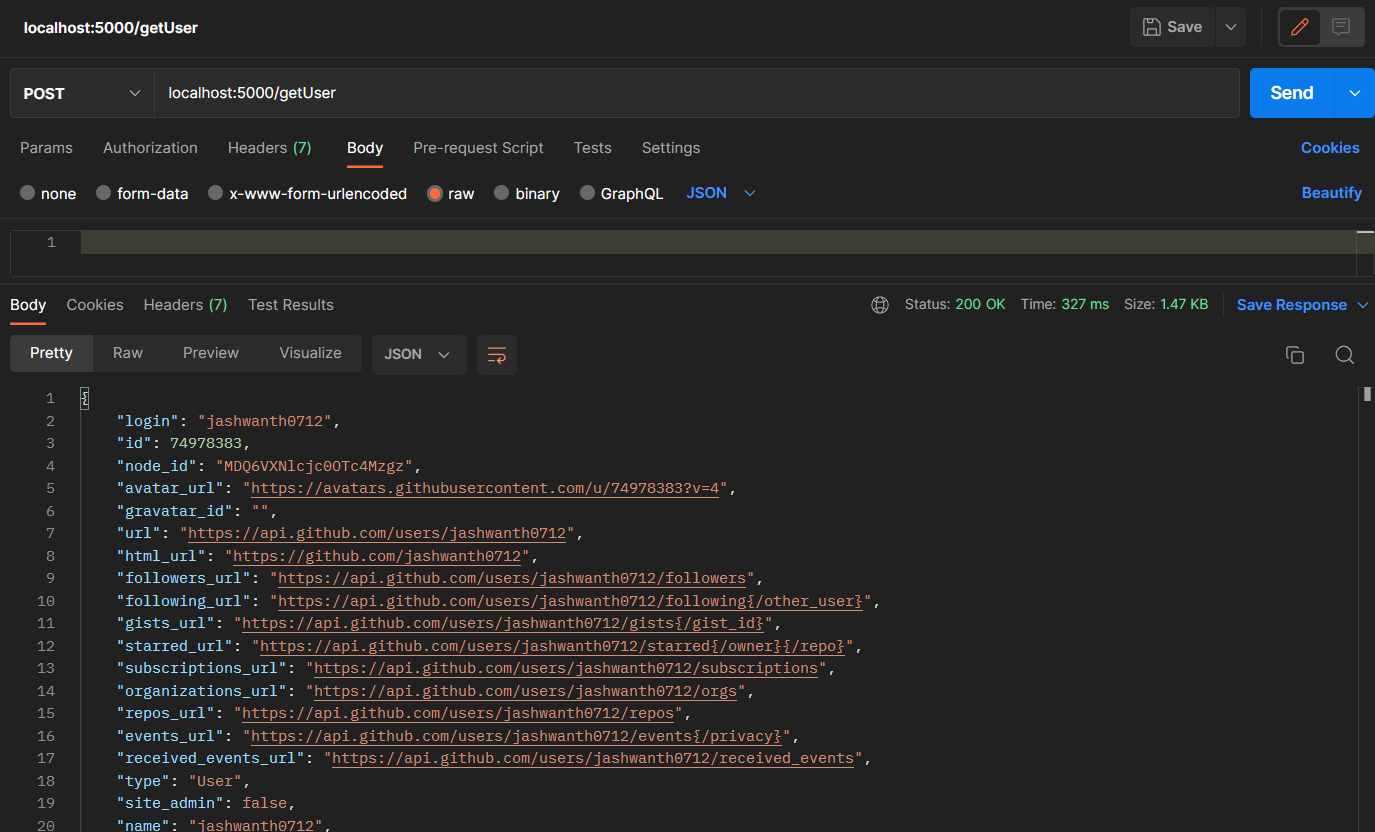 localhost:5000/getUser
Save
POST
localhost:5000/getUser
Send
Params Authorization Headers (7) Body Pre-request Script Tests Settings Cookies
none form-data x-www-form-urlencoded raw binary GraphQL JSON Beautify
1
Body Cookies Headers (7) Test Results Status: 200 OK Time: 327 ms Size: 1.47 KB Save Response
Pretty Raw Preview Visualize JSON
1 {
2 "login": "jashwanth0712",
3 "id": 74978383,
4 "node_id": "MDQ6VXNlcjc0OTc4Mzgz",
5 "avatar_url": "https://avatars.githubusercontent.com/u/74978383?v=4",
6 "gravatar_id": "",
7 "url": "https://api.github.com/users/jashwanth0712",
8 "html_url": "https://github.com/jashwanth0712",
9 "followers_url": "https://api.github.com/users/jashwanth0712/followers",
10 "following_url": "https://api.github.com/users/jashwanth0712/following{/other_user}",
11 "gists_url": "https://api.github.com/users/jashwanth0712/gists{/gist_id}",
12 "starred_url": "https://api.github.com/users/jashwanth0712/starred{/owner}{/repo}",
13 "subscriptions_url": "https://api.github.com/users/jashwanth0712/subscriptions",
14 "organizations_url": "https://api.github.com/users/jashwanth0712/orgs",
15 "repos_url": "https://api.github.com/users/jashwanth0712/repos",
16 "events_url": "https://api.github.com/users/jashwanth0712/events{/privacy}",
17 "received_events_url": "https://api.github.com/users/jashwanth0712/received_events",
18 "type": "User",
19 "site_admin": false,
20 "name": "jashwanth0712",